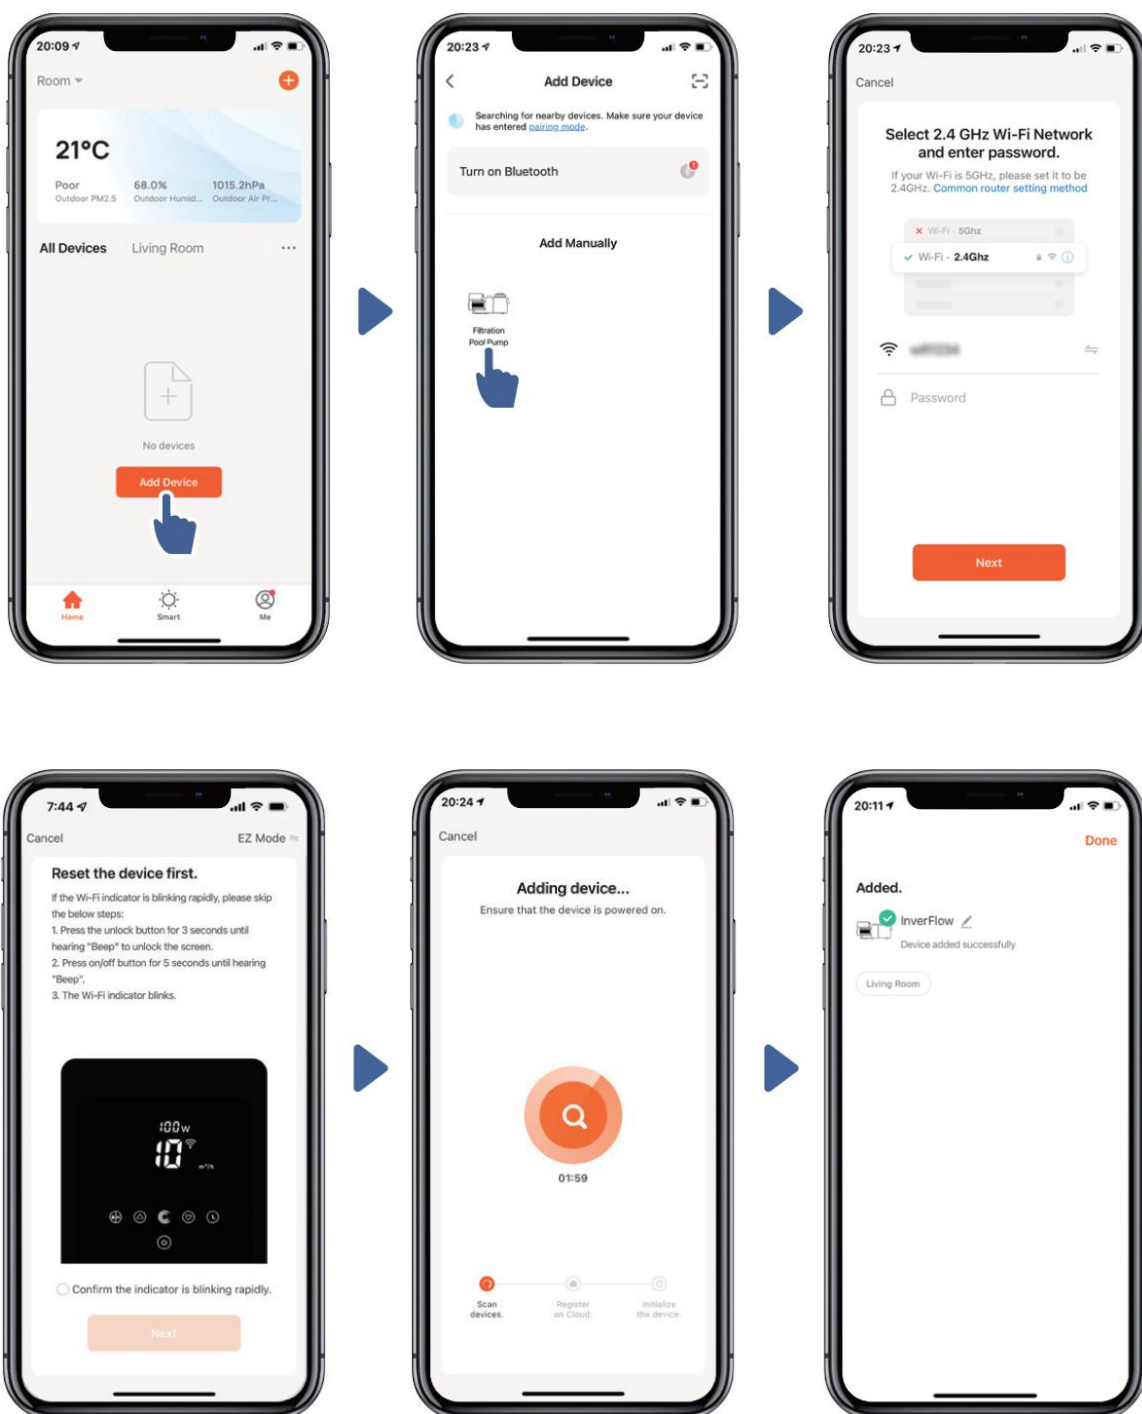 20:09
Room
21°C
Poor
68.0%
1015.2hPa
Outdoor PM2.5
Outdoor Humid...
Outdoor Air Pr...
All Devices
Living Room
...
No devices
Add Device
Home
Smart
Me
20:23
Add Device
Searching for nearby devices. Make sure your device
has entered pairing mode.
Turn on Bluetooth
Add Manually
Filtration
Pool Pump
20:23
Cancel
Select 2.4 GHz Wi-Fi Network
and enter password.
If your Wi-Fi is 5GHz, please set it to be
2.4GHz. Common router setting method
Wi-Fi - 5Ghz
Wi-Fi - 2.4Ghz
Password
Next
7:44
Cancel
EZ Mode
Reset the device first.
If the Wi-Fi indicator is blinking rapidly, please skip
the below steps:
1. Press the unlock button for 3 seconds until
hearing "Beep" to unlock the screen.
2. Press on/off button for 5 seconds until hearing
"Beep".
3. The Wi-Fi indicator blinks.
100w
10
m³/h
Confirm the indicator is blinking rapidly.
Next
20:24
Cancel
Adding device...
Ensure that the device is powered on.
01:59
Scan
devices.
Register
on Cloud.
Initialize
the device.
20:11
Done
Added.
InverFlow
Device added successfully
Living Room